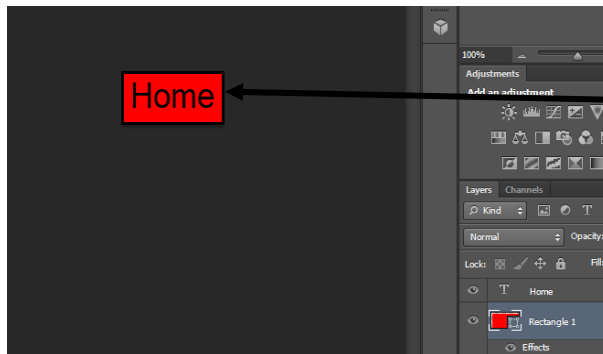 Home
100%
Adjustments
Add an adjustment
Layers Channels
Kind T
Normal Opacity:
Lock: Fill:
T Home
Rectangle 1
Effects